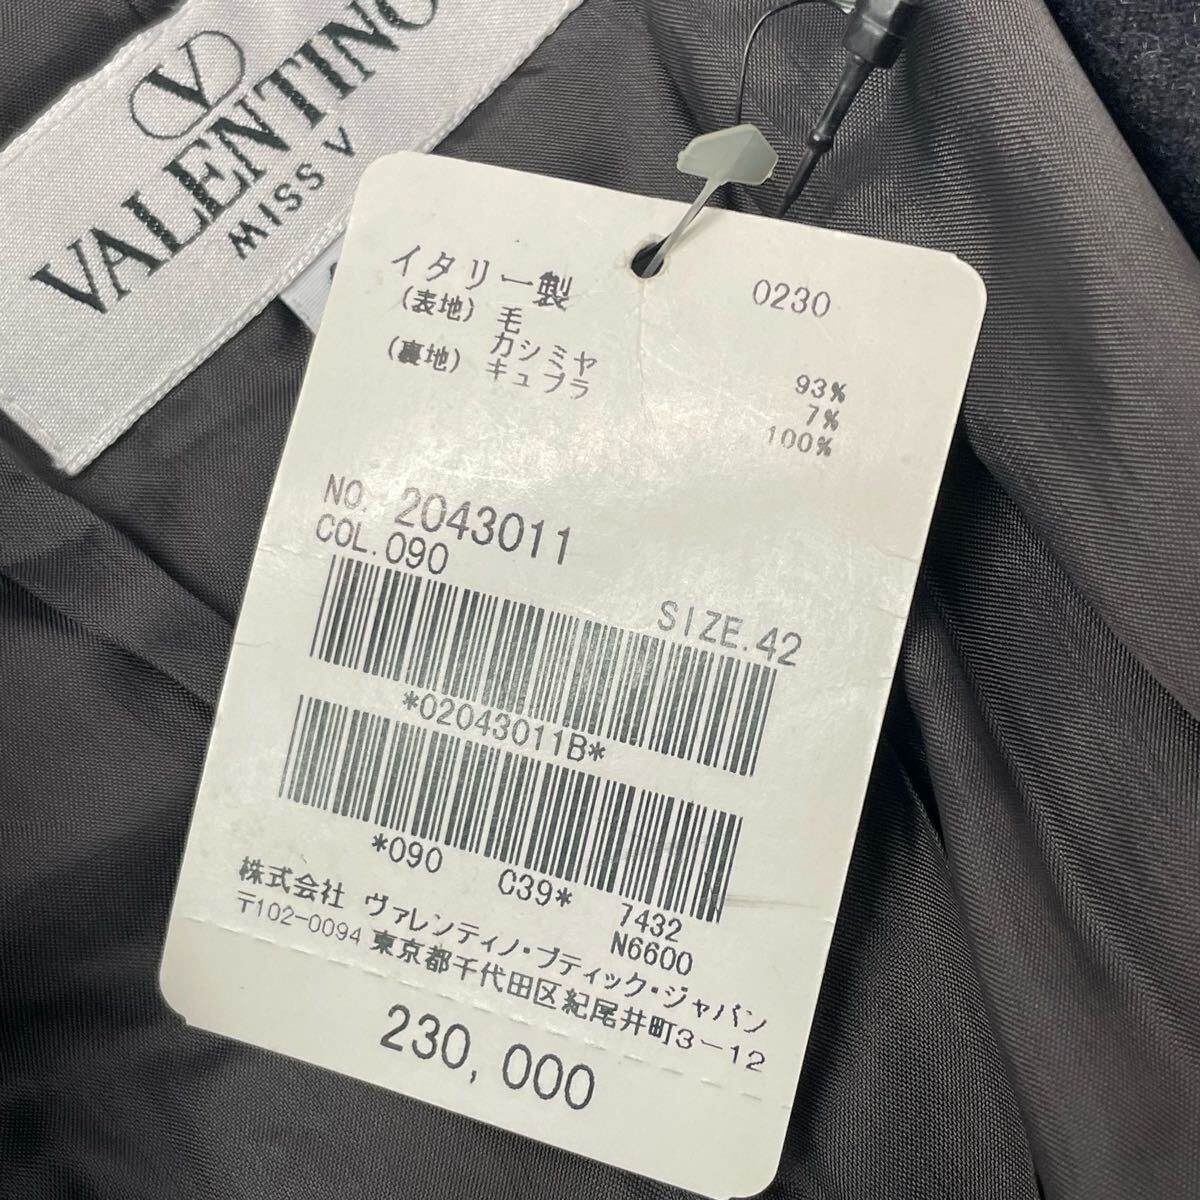 V
VALENTINO
MISS V
イタリー製 0230
(表地) 毛 93%
カシミヤ 7%
(裏地) キュプラ 100%
NO. 2043011
COL.090 SIZE.42
*02043011B*
*090 C39* 7432
N6600
株式会社 ヴァレンティノ・ブティック・ジャパン
〒102-0094 東京都千代田区紀尾井町3-12
230,000